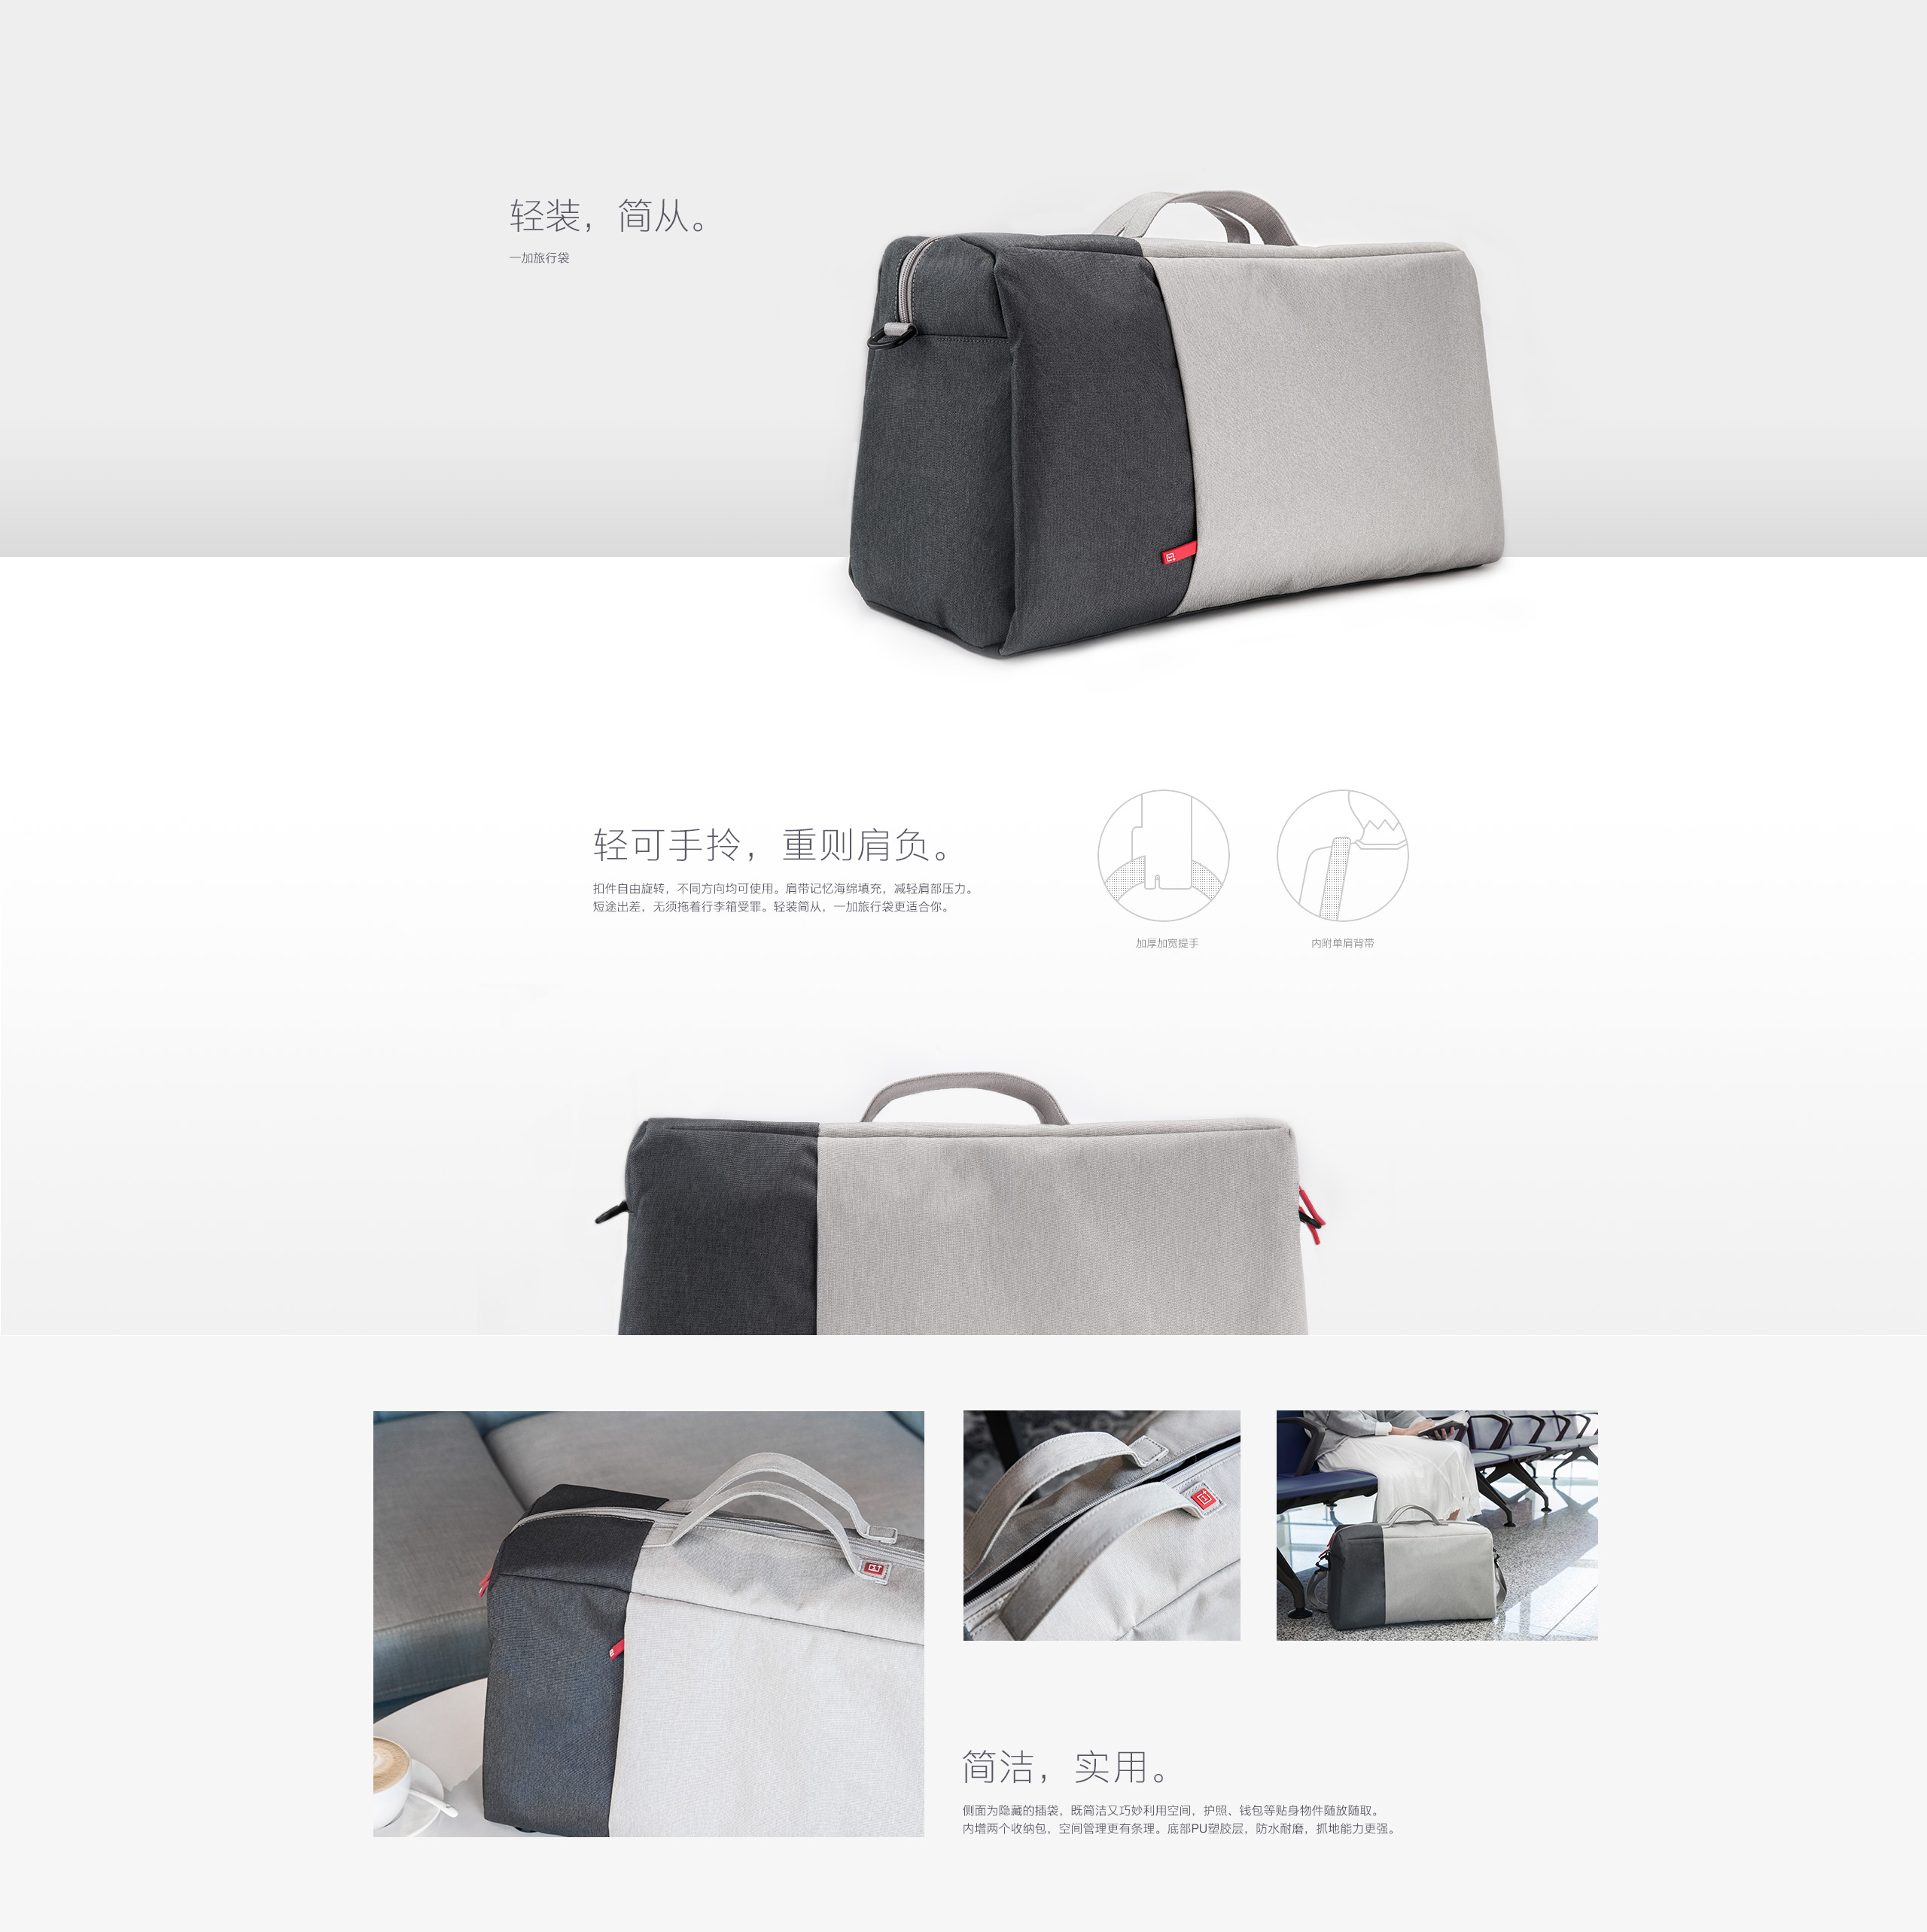 轻装，简从。
一加旅行袋
轻可手拎，重则肩负。
扣件自由旋转，不同方向均可使用。肩带记忆海绵填充，减轻肩部压力。
短途出差，无须拖着行李箱受罪。轻装简从，一加旅行袋更适合你。
加厚加宽提手
内附单肩背带
简洁，实用。
侧面为隐藏的插袋，既简洁又巧妙利用空间，护照、钱包等贴身物件随放随取。
内增两个收纳包，空间管理更有条理。底部PU塑胶层，防水耐磨，抓地能力更强。